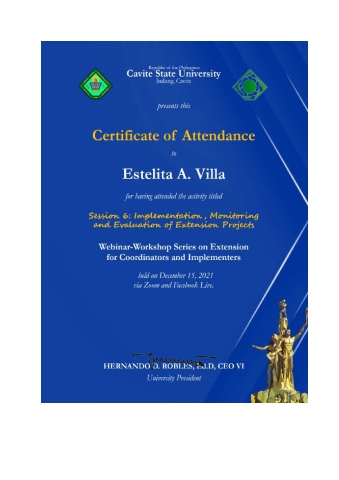 Republic of the Philippines
Cavite State University
Indang, Cavite
presents this
Certificate of Attendance
to
Estelita A. Villa
for having attended the activity titled
Session 6: Implementation, Monitoring
and Evaluation of Extension Projects
Webinar-Workshop Series on Extension
for Coordinators and Implementers
held on December 15, 2021
via Zoom and Facebook Live.
HERNANDO D. ROBLES, Ed.D, CEO VI
University President